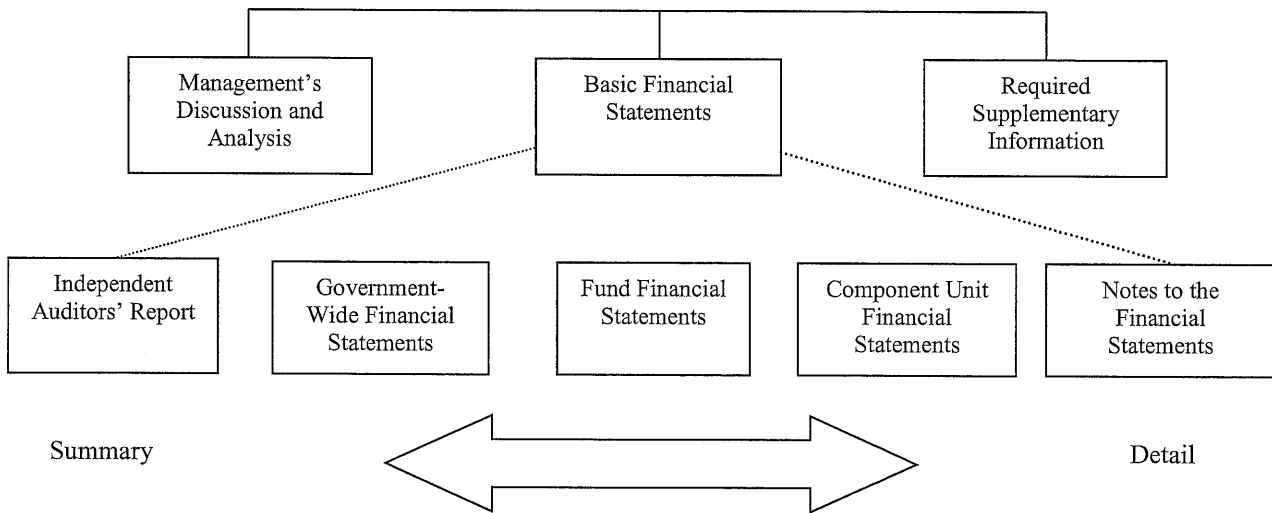 Management's
Discussion and
Analysis
Basic Financial
Statements
Required
Supplementary
Information
Independent
Auditors' Report
Government-
Wide Financial
Statements
Fund Financial
Statements
Component Unit
Financial
Statements
Notes to the
Financial
Statements
Summary
Detail